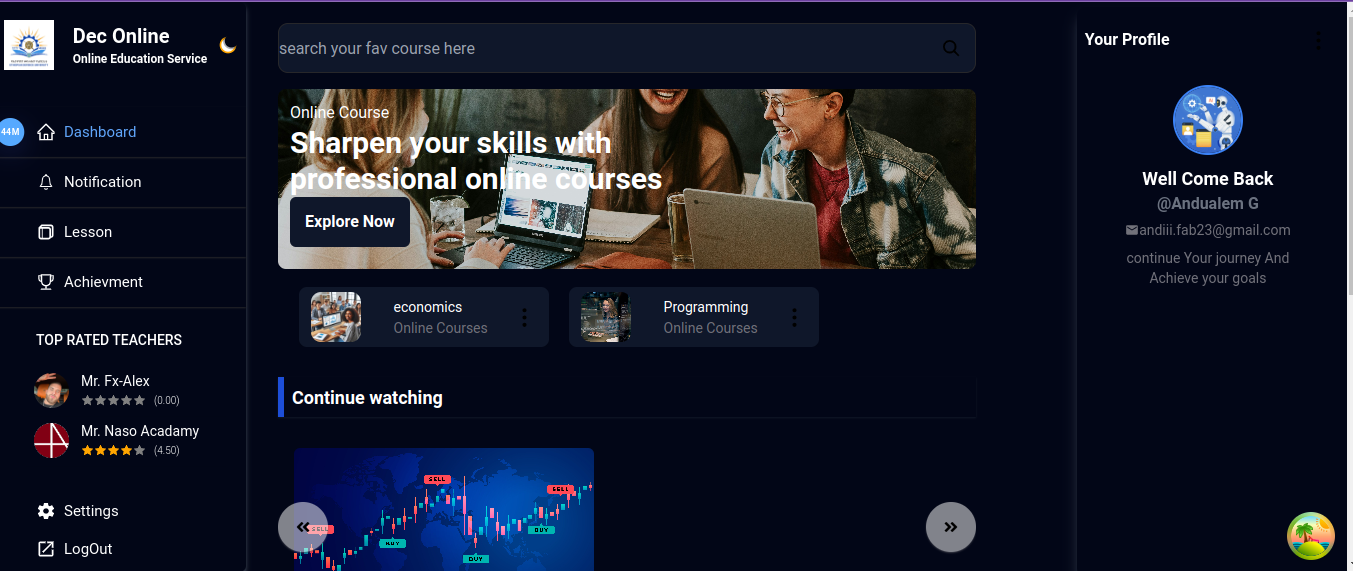 Dec Online
Online Education Service
44M
Dashboard
Notification
Lesson
Achievment
TOP RATED TEACHERS
Mr. Fx-Alex
(0.00)
Mr. Naso Acadamy
(4.50)
Settings
LogOut
search your fav course here
Online Course
Sharpen your skills with
professional online courses
Explore Now
economics
Online Courses
Programming
Online Courses
Continue watching
SELL
SELL
SELL
BUY
BUY
BUY
Your Profile
Well Come Back
@Andualem G
andiii.fab23@gmail.com
continue Your journey And
Achieve your goals